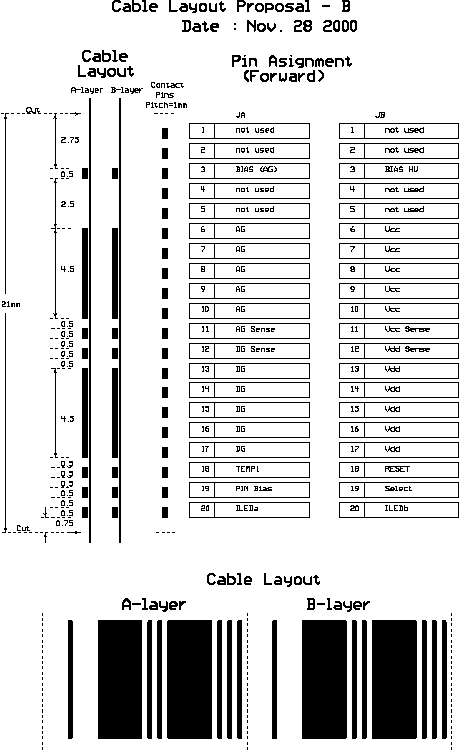 Cable Layout Proposal - B
Date : Nov. 28 2000
Cable
Layout
Pin Asignment
(Forward)
A-layer B-layer
Contact
Pins
Pitch=1mm
Cut
JA
JB
1 not used
2 not used
3 BIAS (AG)
4 not used
5 not used
6 AG
7 AG
8 AG
9 AG
10 AG
11 AG Sense
12 DG Sense
13 DG
14 DG
15 DG
16 DG
17 DG
18 TEMP1
19 PIN Bias
20 ILEDa
1 not used
2 not used
3 BIAS HV
4 not used
5 not used
6 Vcc
7 Vcc
8 Vcc
9 Vcc
10 Vcc
11 Vcc Sense
12 Vdd Sense
13 Vdd
14 Vdd
15 Vdd
16 Vdd
17 Vdd
18 RESET
19 Select
20 ILEDb
2.75
0.5
2.5
4.5
21mm
0.5
0.5
0.5
0.5
4.5
0.5
0.5
0.5
0.5
0.5
0.5
0.75
Cut
Cable Layout
A-layer
B-layer